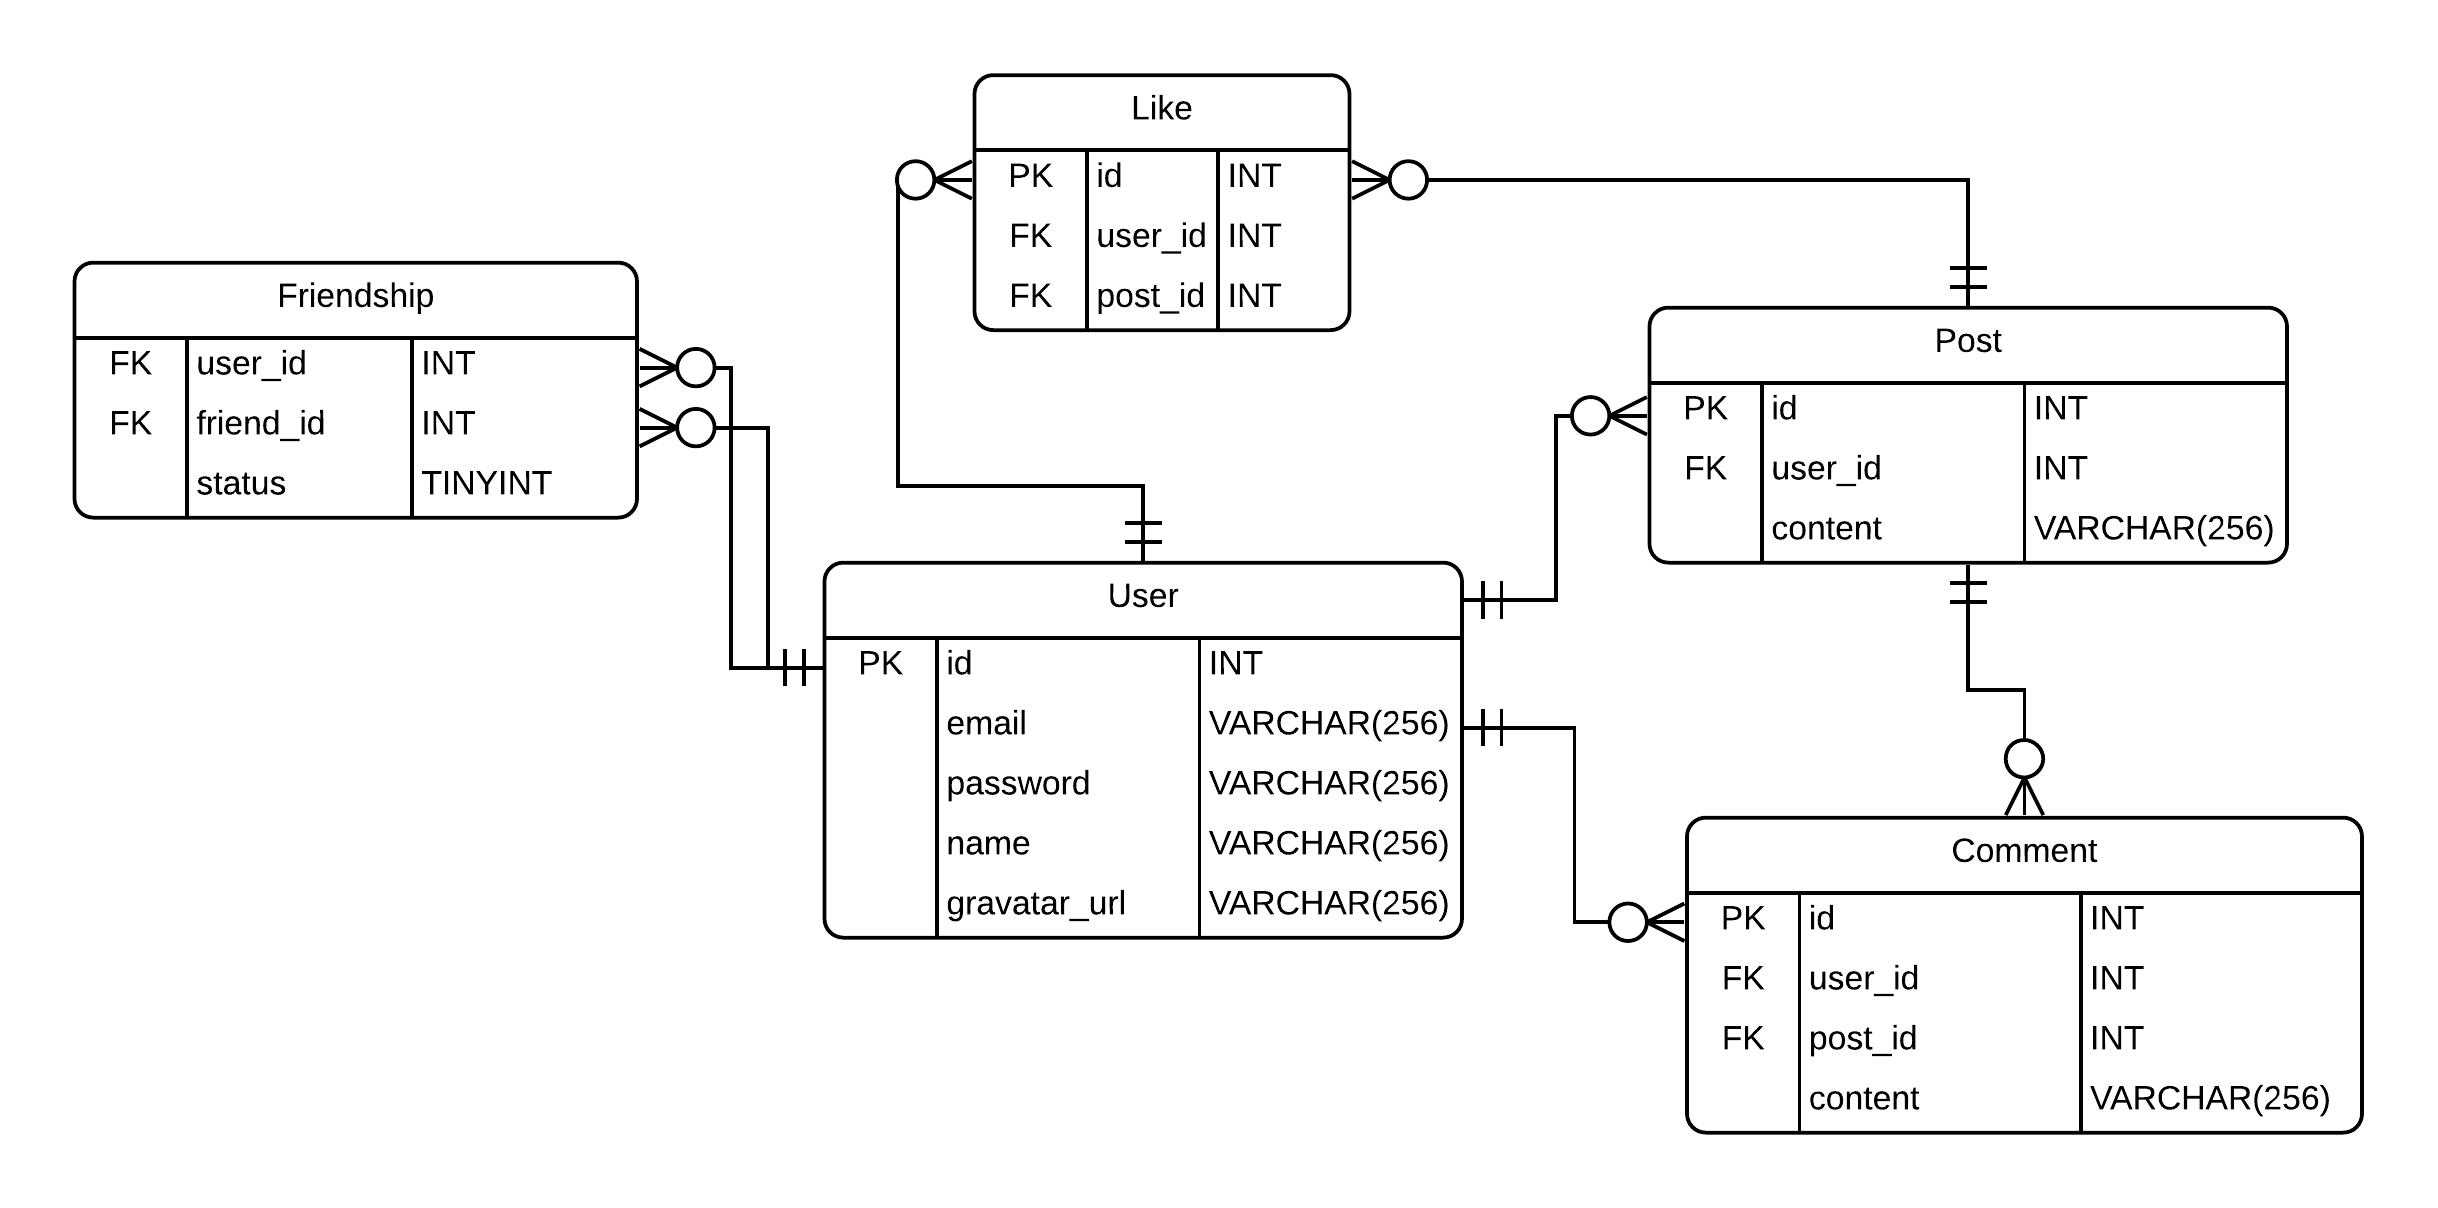 Like
PK id INT
FK user_id INT
FK post_id INT
Friendship
FK user_id INT
FK friend_id INT
status TINYINT
Post
PK id INT
FK user_id INT
content VARCHAR(256)
User
PK id INT
email VARCHAR(256)
password VARCHAR(256)
name VARCHAR(256)
gravatar_url VARCHAR(256)
Comment
PK id INT
FK user_id INT
FK post_id INT
content VARCHAR(256)